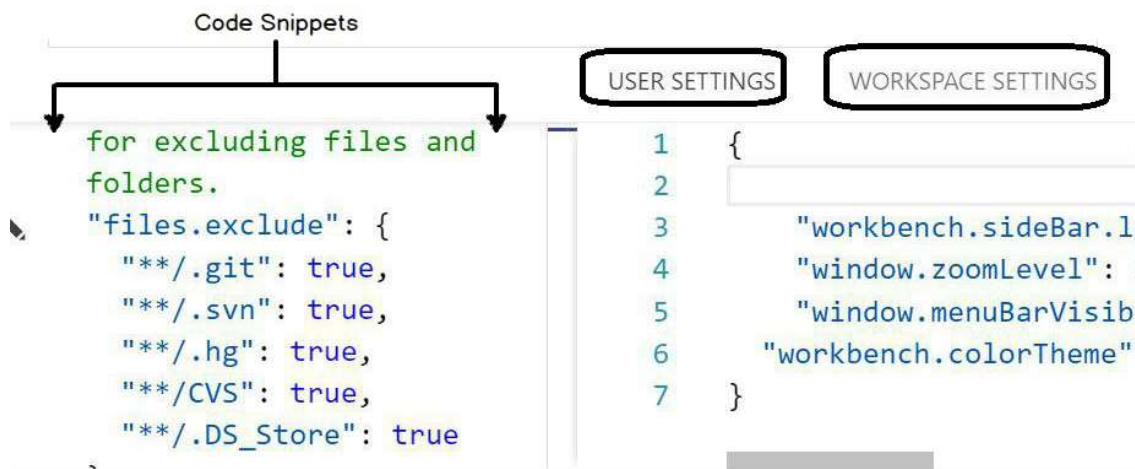 Code Snippets
USER SETTINGS
WORKSPACE SETTINGS
for excluding files and
folders.
"files.exclude": {
"**/.git": true,
"**/.svn": true,
"**/.hg": true,
"**/CVS": true,
"**/.DS_Store": true
1 {
2
3 "workbench.sideBar.l
4 "window.zoomLevel":
5 "window.menuBarVisib
6 "workbench.colorTheme"
7 }